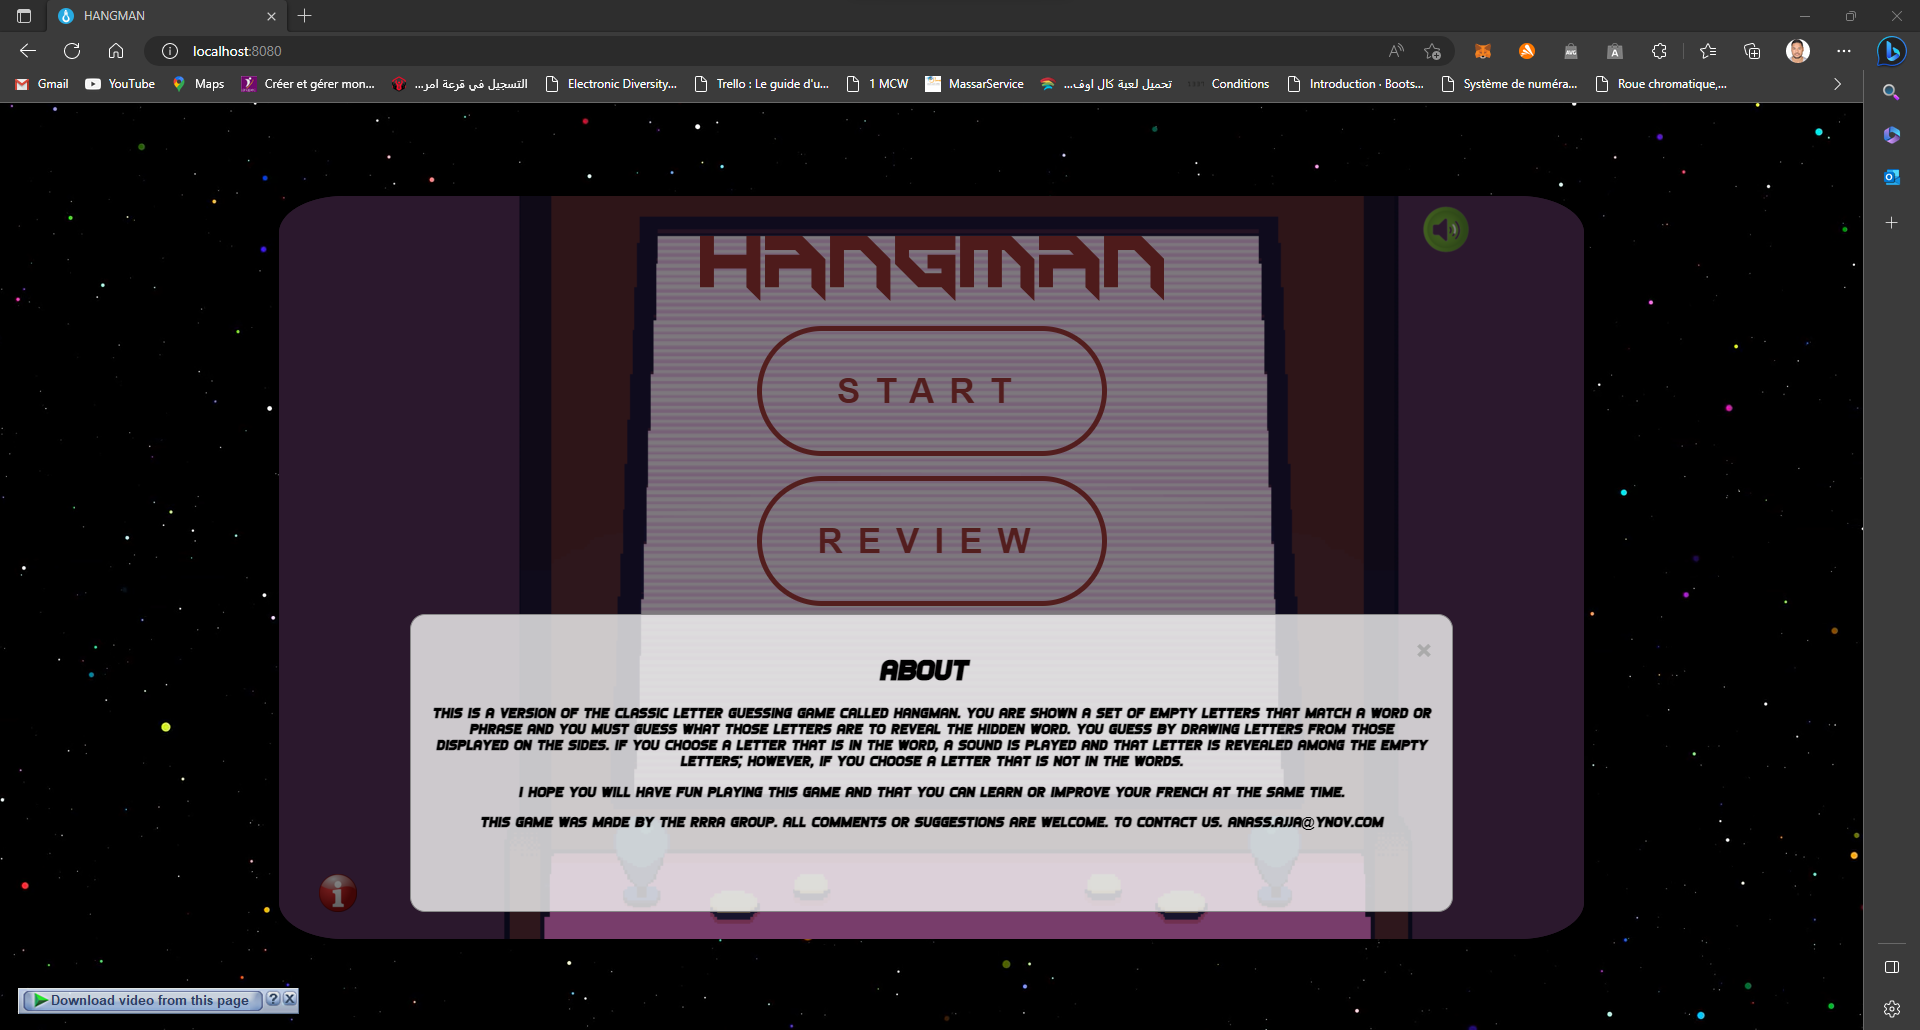 HANGMAN
localhost:8080
Gmail
YouTube
Maps
Créer et gérer mon...
التسجيل في قرعة امر...
Electronic Diversity...
Trello : Le guide d'u...
1 MCW
MassarService
تحميل لعبة كال اوف...
Conditions
Introduction · Boots...
Système de numéra...
Roue chromatique,...
HANGMAN
START
REVIEW
ABOUT
THIS IS A VERSION OF THE CLASSIC LETTER GUESSING GAME CALLED HANGMAN. YOU ARE SHOWN A SET OF EMPTY LETTERS THAT MATCH A WORD OR
PHRASE AND YOU MUST GUESS WHAT THOSE LETTERS ARE TO REVEAL THE HIDDEN WORD. YOU GUESS BY DRAWING LETTERS FROM THOSE
DISPLAYED ON THE SIDES. IF YOU CHOOSE A LETTER THAT IS IN THE WORD, A SOUND IS PLAYED AND THAT LETTER IS REVEALED AMONG THE EMPTY
LETTERS; HOWEVER, IF YOU CHOOSE A LETTER THAT IS NOT IN THE WORDS.
I HOPE YOU WILL HAVE FUN PLAYING THIS GAME AND THAT YOU CAN LEARN OR IMPROVE YOUR FRENCH AT THE SAME TIME.
THIS GAME WAS MADE BY THE RRRA GROUP. ALL COMMENTS OR SUGGESTIONS ARE WELCOME. TO CONTACT US. ANASS.AJJA@YNOV.COM
Download video from this page